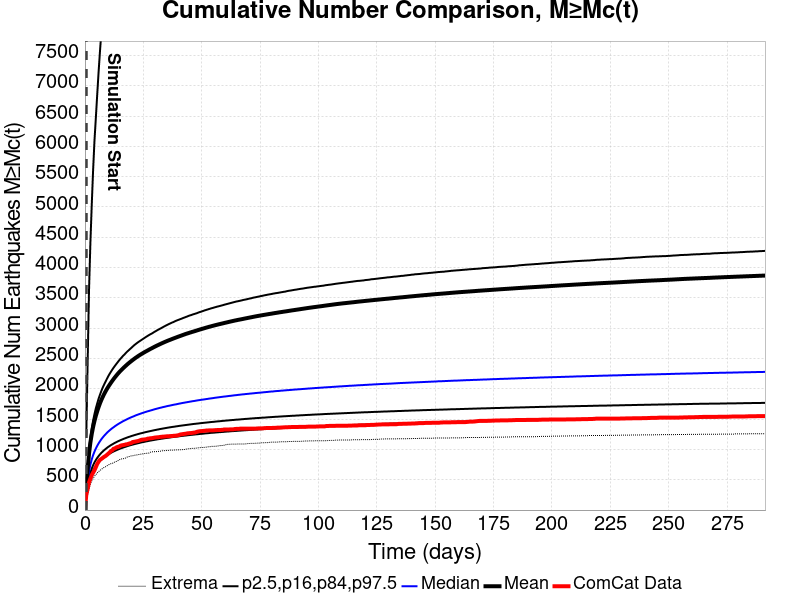 Cumulative Number Comparison, M≥Mc(t)
Cumulative Num Earthquakes M≥Mc(t)
7500
7000
6500
6000
5500
5000
4500
4000
3500
3000
2500
2000
1500
1000
500
0
Simulation Start
0 25 50 75 100 125 150 175 200 225 250 275
Time (days)
Extrema p2.5,p16,p84,p97.5 Median Mean ComCat Data